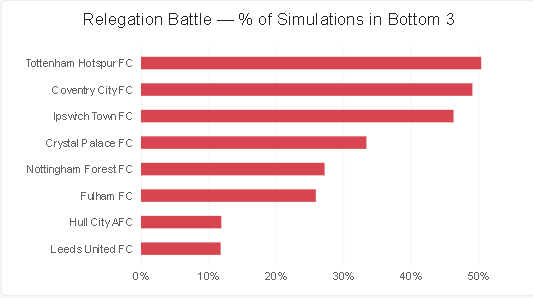 Relegation Battle — % of Simulations in Bottom 3
Tottenham Hotspur FC
Coventry City FC
Ipswich Town FC
Crystal Palace FC
Nottingham Forest FC
Fulham FC
Hull City AFC
Leeds United FC
0% 10% 20% 30% 40% 50%